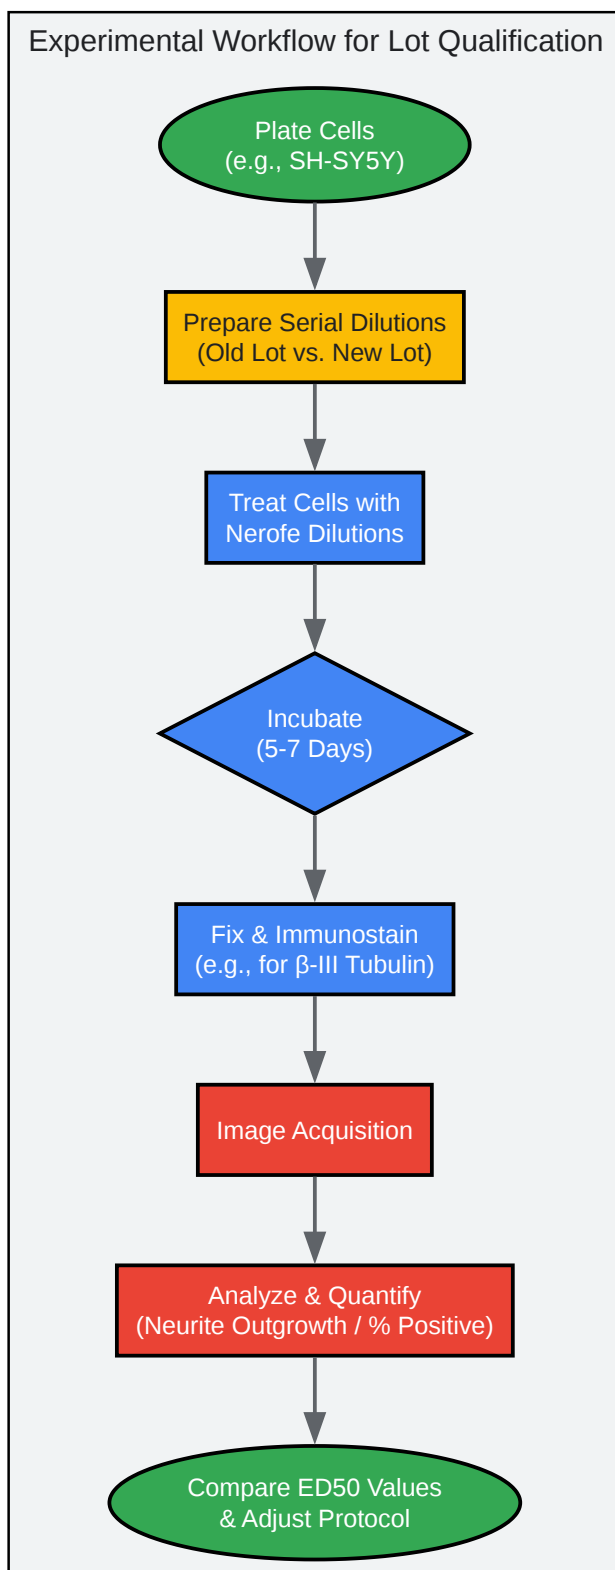 Experimental Workflow for Lot Qualification
Plate Cells
(e.g., SH-SY5Y)
Prepare Serial Dilutions
(Old Lot vs. New Lot)
Treat Cells with
Nerofe Dilutions
Incubate
(5-7 Days)
Fix & Immunostain
(e.g., for β-III Tubulin)
Image Acquisition
Analyze & Quantify
(Neurite Outgrowth / % Positive)
Compare ED50 Values
& Adjust Protocol